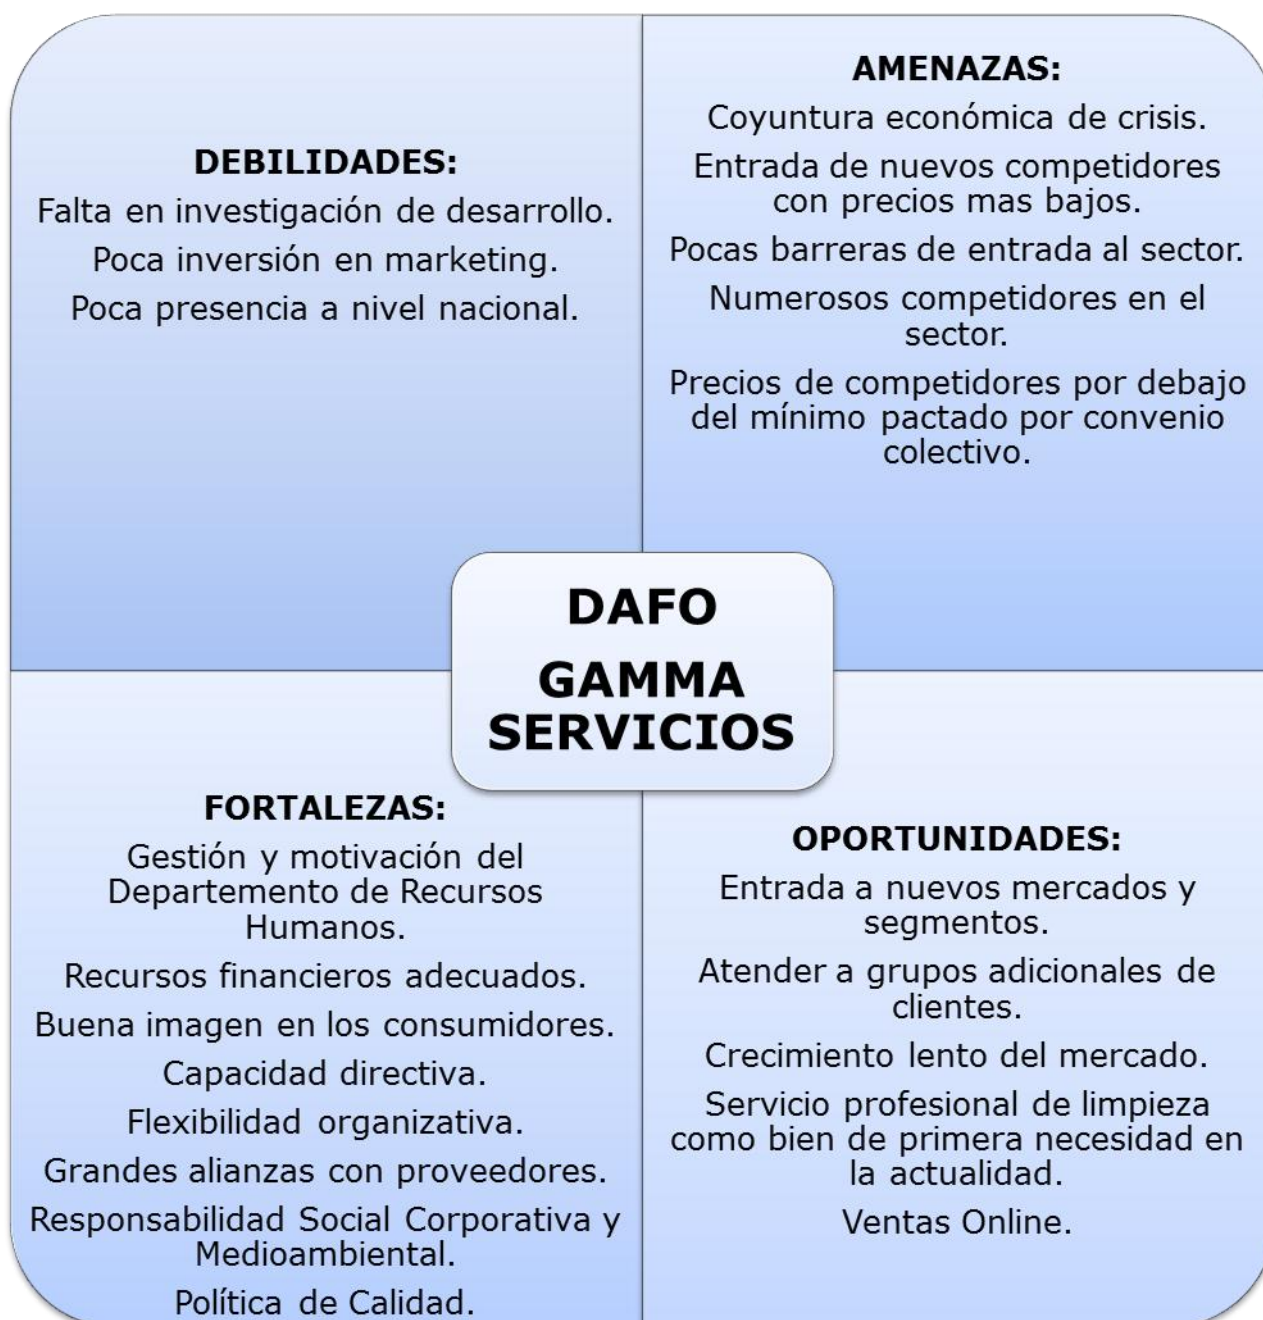 DEBILIDADES:
Falta en investigación de desarrollo.
Poca inversión en marketing.
Poca presencia a nivel nacional.
AMENAZAS:
Coyuntura económica de crisis.
Entrada de nuevos competidores
con precios mas bajos.
Pocas barreras de entrada al sector.
Numerosos competidores en el
sector.
Precios de competidores por debajo
del mínimo pactado por convenio
colectivo.
DAFO
GAMMA
SERVICIOS
FORTALEZAS:
Gestión y motivación del
Departemento de Recursos
Humanos.
Recursos financieros adecuados.
Buena imagen en los consumidores.
Capacidad directiva.
Flexibilidad organizativa.
Grandes alianzas con proveedores.
Responsabilidad Social Corporativa y
Medioambiental.
Política de Calidad.
OPORTUNIDADES:
Entrada a nuevos mercados y
segmentos.
Atender a grupos adicionales de
clientes.
Crecimiento lento del mercado.
Servicio profesional de limpieza
como bien de primera necesidad en
la actualidad.
Ventas Online.